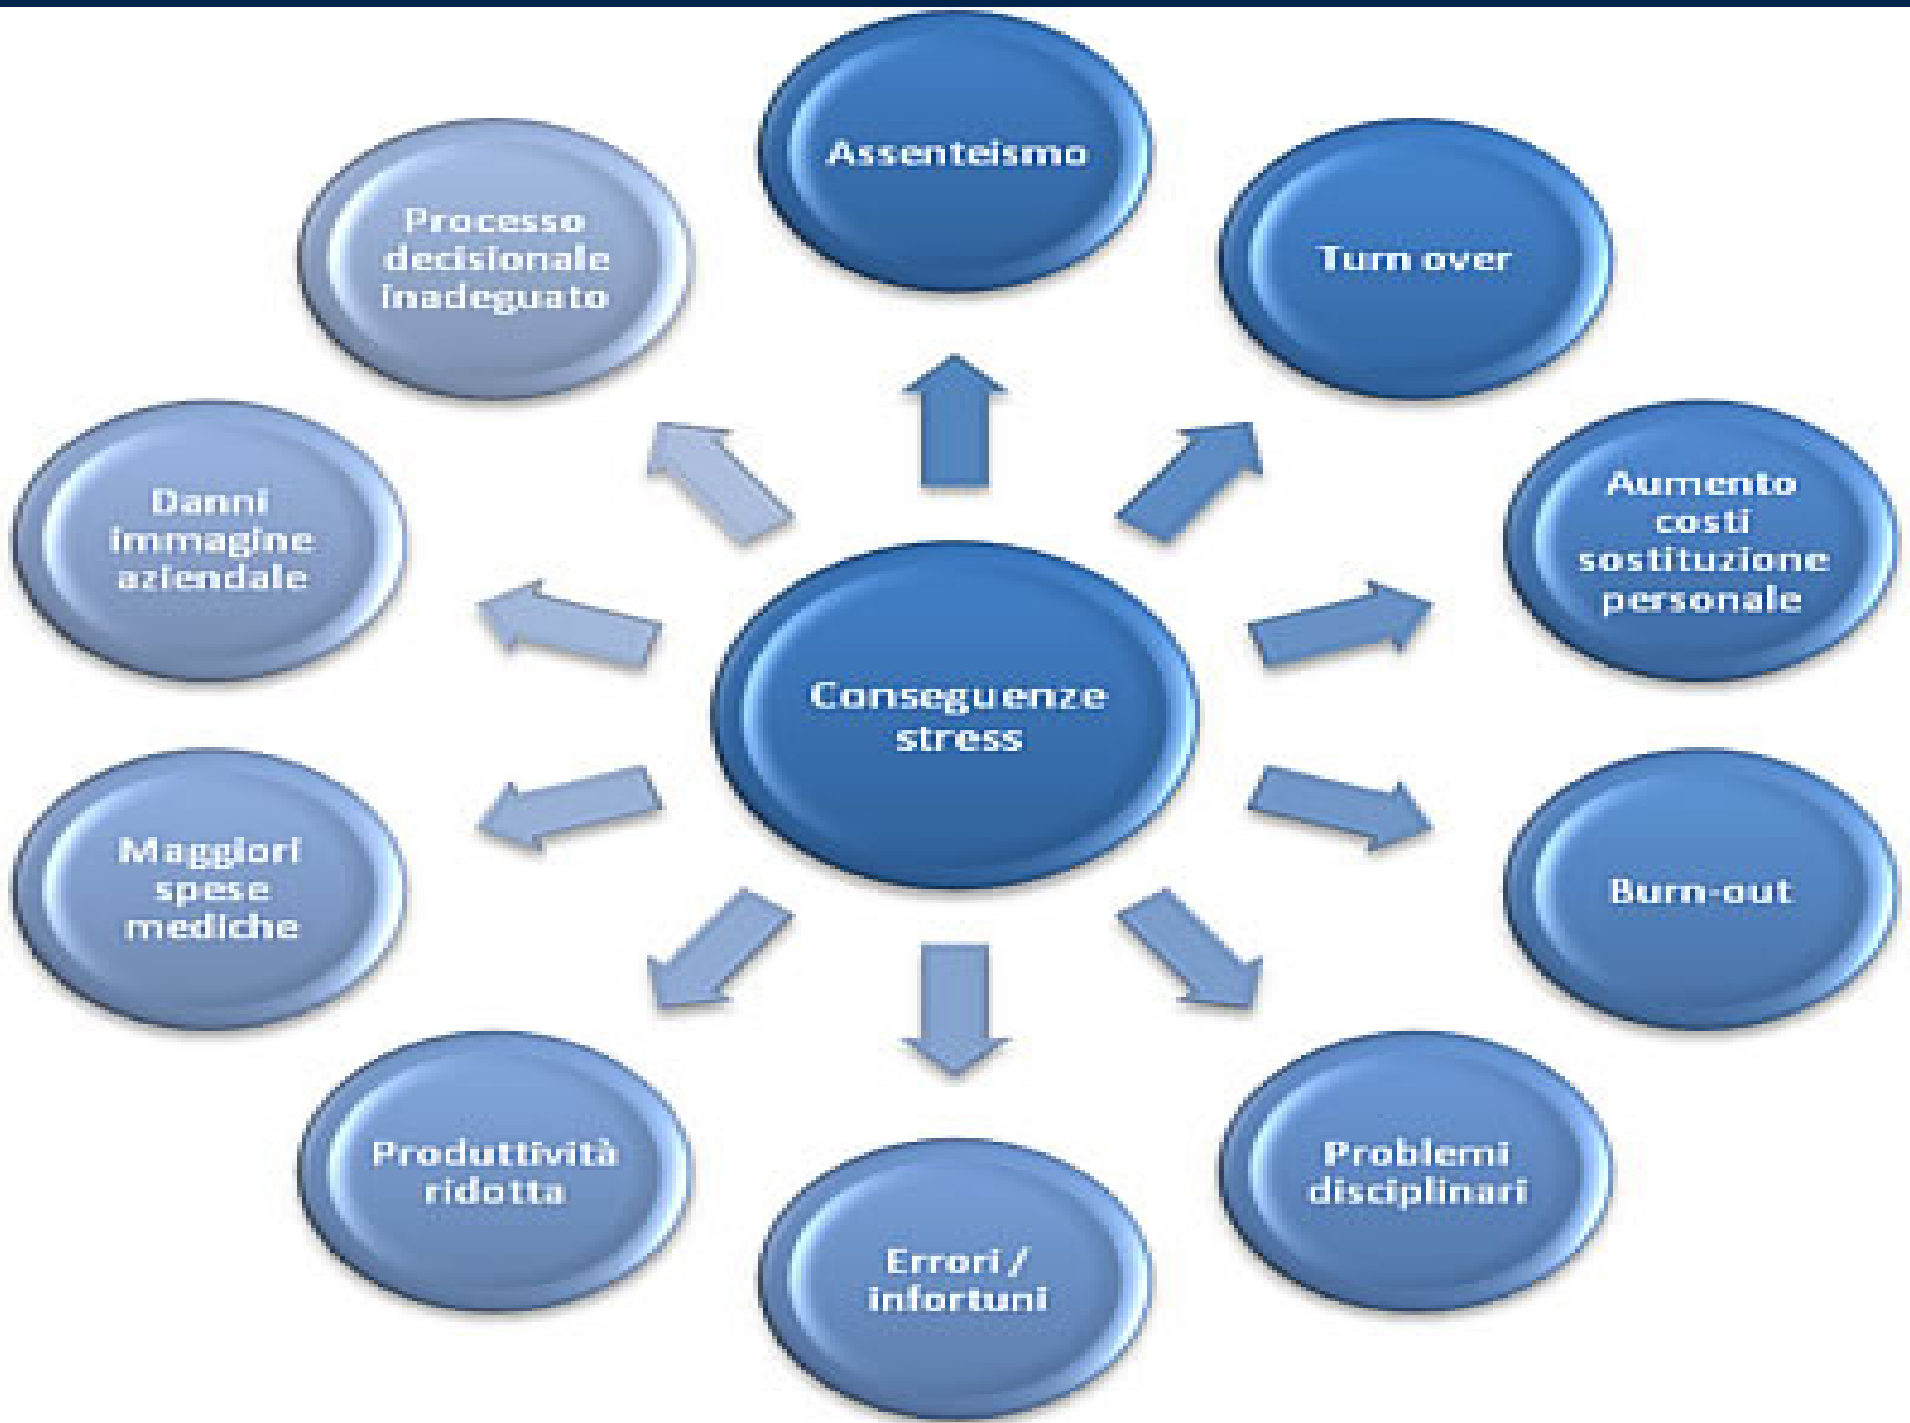 Assenteismo
Turn over
Aumento
costi
sostituzione
personale
Burn-out
Problemi
disciplinari
Errori /
infortuni
Produttività
ridotta
Maggiori
spese
mediche
Danni
immagine
aziendale
Processo
decisionale
inadeguato
Conseguenze
stress